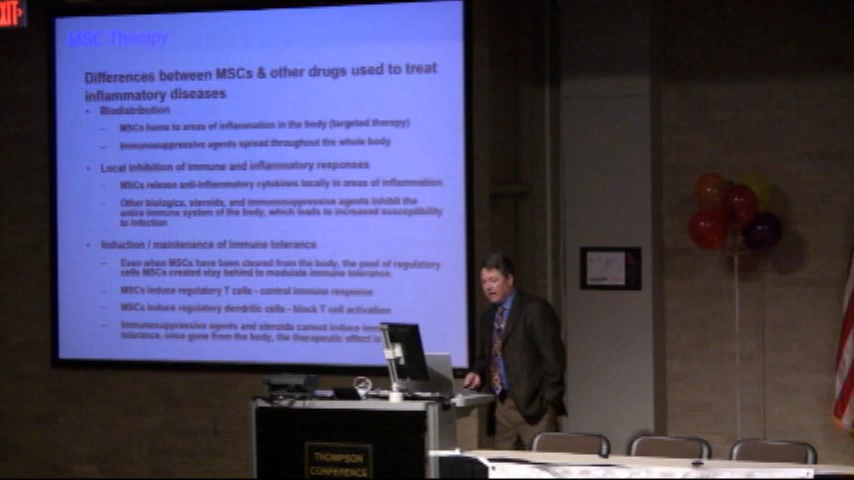 EXIT
MSC Therapy
Differences between MSCs & other drugs used to treat
inflammatory diseases
• Biodistribution
– MSCs home to areas of inflammation in the body (targeted therapy)
– Immunosuppressive agents spread throughout the whole body
• Local inhibition of immune and inflammatory responses
– MSCs release anti-inflammatory cytokines locally in areas of inflammation
– Other biologics, steroids, and immunosuppressive agents inhibit the
entire immune system of the body, which leads to increased susceptibility
to infection
• Induction / maintenance of immune tolerance
– Even when MSCs have been cleared from the body, the pool of regulatory
cells MSCs created stay behind to modulate immune tolerance.
– MSCs induce regulatory T cells - control immune response
– MSCs induce regulatory dendritic cells - block T cell activation
– Immunosuppressive agents and steroids cannot induce
tolerance, once gone from the body, the therapeutic effect is
THOMPSON
CONFERENCE